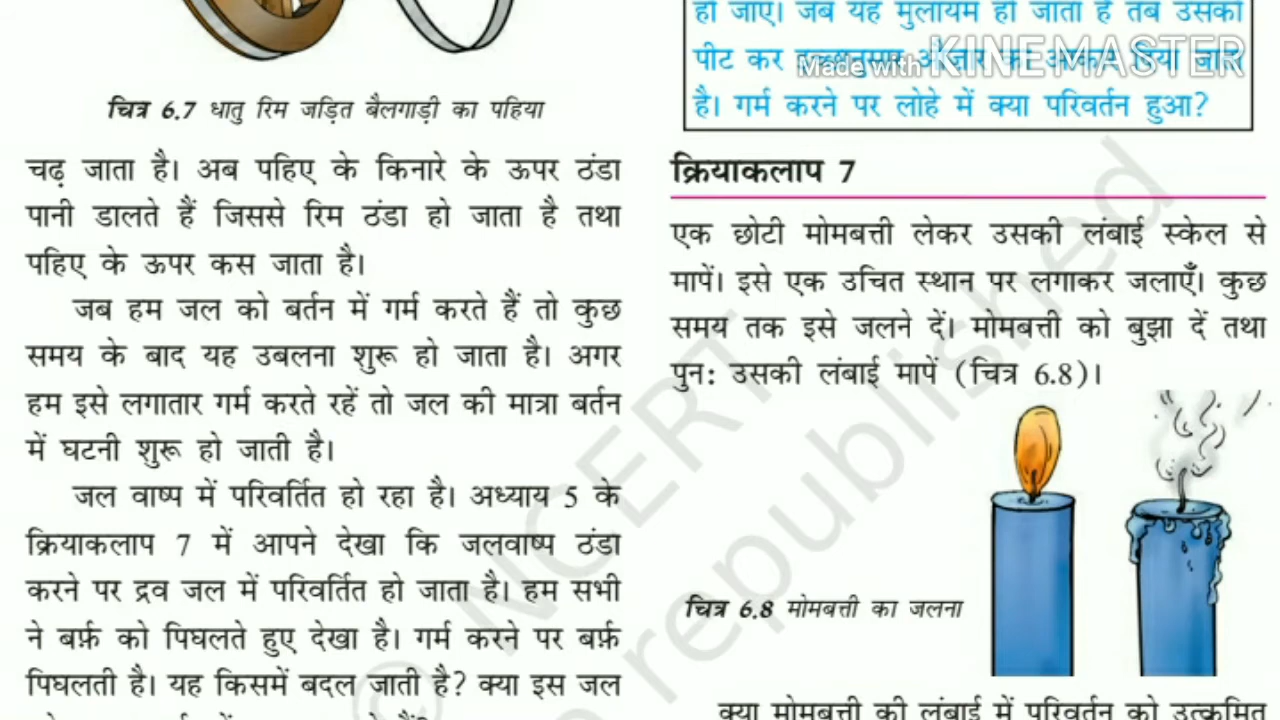 चित्र 6.7 धातु रिम जड़ित बैलगाड़ी का पहिया
चढ़ जाता है। अब पहिए के किनारे के ऊपर ठंडा
पानी डालते हैं जिससे रिम ठंडा हो जाता है तथा
पहिए के ऊपर कस जाता है।
जब हम जल को बर्तन में गर्म करते हैं तो कुछ
समय के बाद यह उबलना शुरू हो जाता है। अगर
हम इसे लगातार गर्म करते रहें तो जल की मात्रा बर्तन
में घटनी शुरू हो जाती है।
जल वाष्प में परिवर्तित हो रहा है। अध्याय 5 के
क्रियाकलाप 7 में आपने देखा कि जलवाष्प ठंडा
करने पर द्रव जल में परिवर्तित हो जाता है। हम सभी
ने बर्फ़ को पिघलते हुए देखा है। गर्म करने पर बर्फ़
पिघलती है। यह किसमें बदल जाती है? क्या इस जल
हो जाए। जब यह मुलायम हो जाता है तब उसको
पीट कर
Made with KINEMASTER
है। गर्म करने पर लोहे में क्या परिवर्तन हुआ?
क्रियाकलाप 7
एक छोटी मोमबत्ती लेकर उसकी लंबाई स्केल से
मापें। इसे एक उचित स्थान पर लगाकर जलाएँ। कुछ
समय तक इसे जलने दें। मोमबत्ती को बुझा दें तथा
पुन: उसकी लंबाई मापें (चित्र 6.8)।
चित्र 6.8 मोमबत्ती का जलना
क्या मोमबत्ती की लंबाई में परिवर्तन को उत्क्रमित
© NCERT
republished